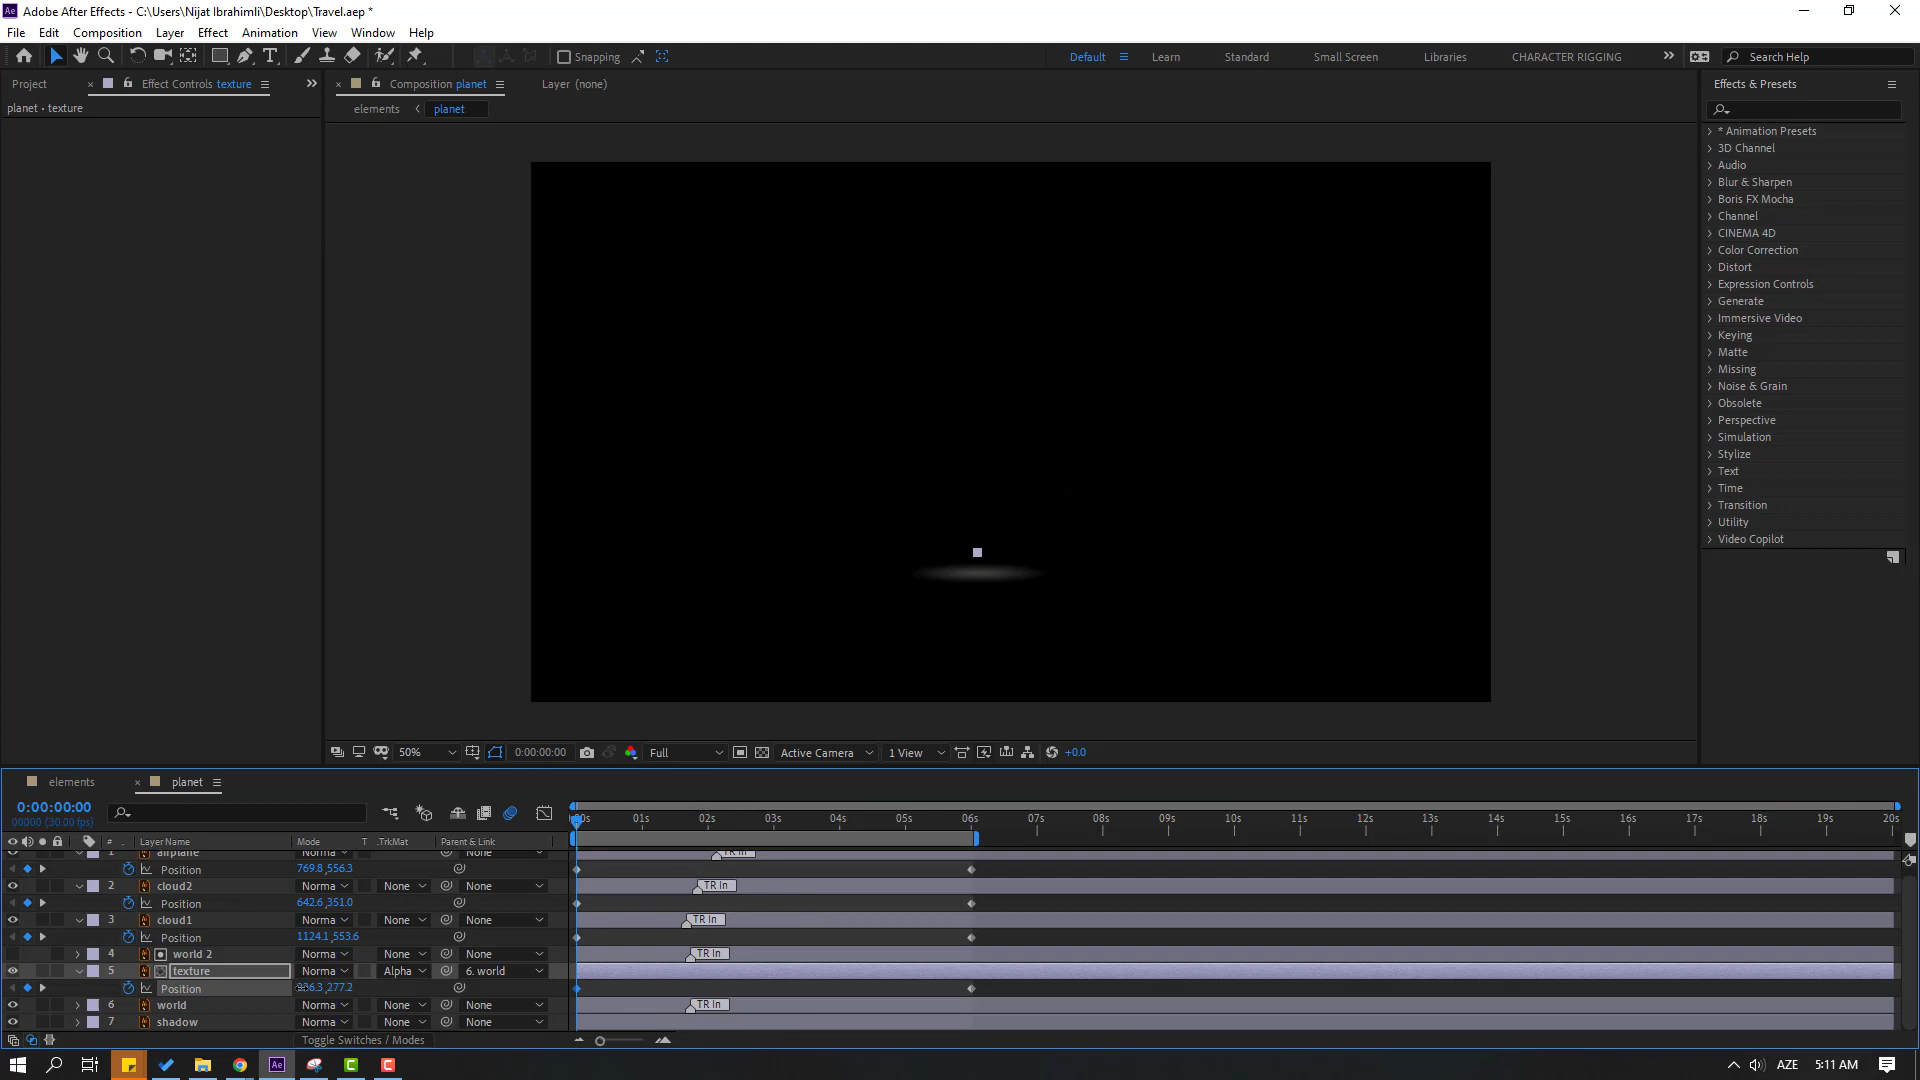 Adobe After Effects - C:\Users\Nijat Ibrahimli\Desktop\Travel.aep *
File Edit Composition Layer Effect Animation View Window Help
Snapping Default Learn Standard Small Screen Libraries CHARACTER RIGGING Search Help
Project Effect Controls texture Composition planet Layer (none) Effects & Presets
planet • texture
elements planet
* Animation Presets
3D Channel
Audio
Blur & Sharpen
Boris FX Mocha
Channel
CINEMA 4D
Color Correction
Distort
Expression Controls
Generate
Immersive Video
Keying
Matte
Missing
Noise & Grain
Obsolete
Perspective
Simulation
Stylize
Text
Time
Transition
Utility
Video Copilot
50% 0:00:00:00 Full Active Camera 1 View +0.0
elements planet
0:00:00:00
00000 (30.00 fps)
01s 02s 03s 04s 05s 06s 07s 08s 09s 10s 11s 12s 13s 14s 15s 16s 17s 18s 19s 20s
# . Layer Name Mode T .TrkMat Parent & Link
1 airplane Norma None None TR In
Position 769.8,556.3
2 cloud2 Norma None None TR In
Position 642.6,351.0
3 cloud1 Norma None None TR In
Position 1124.1,553.6
4 world 2 Norma None None TR In
5 texture Norma Alpha 6. world
Position 277.2
6 world Norma None None TR In
7 shadow Norma None None
Toggle Switches / Modes
AZE 5:11 AM